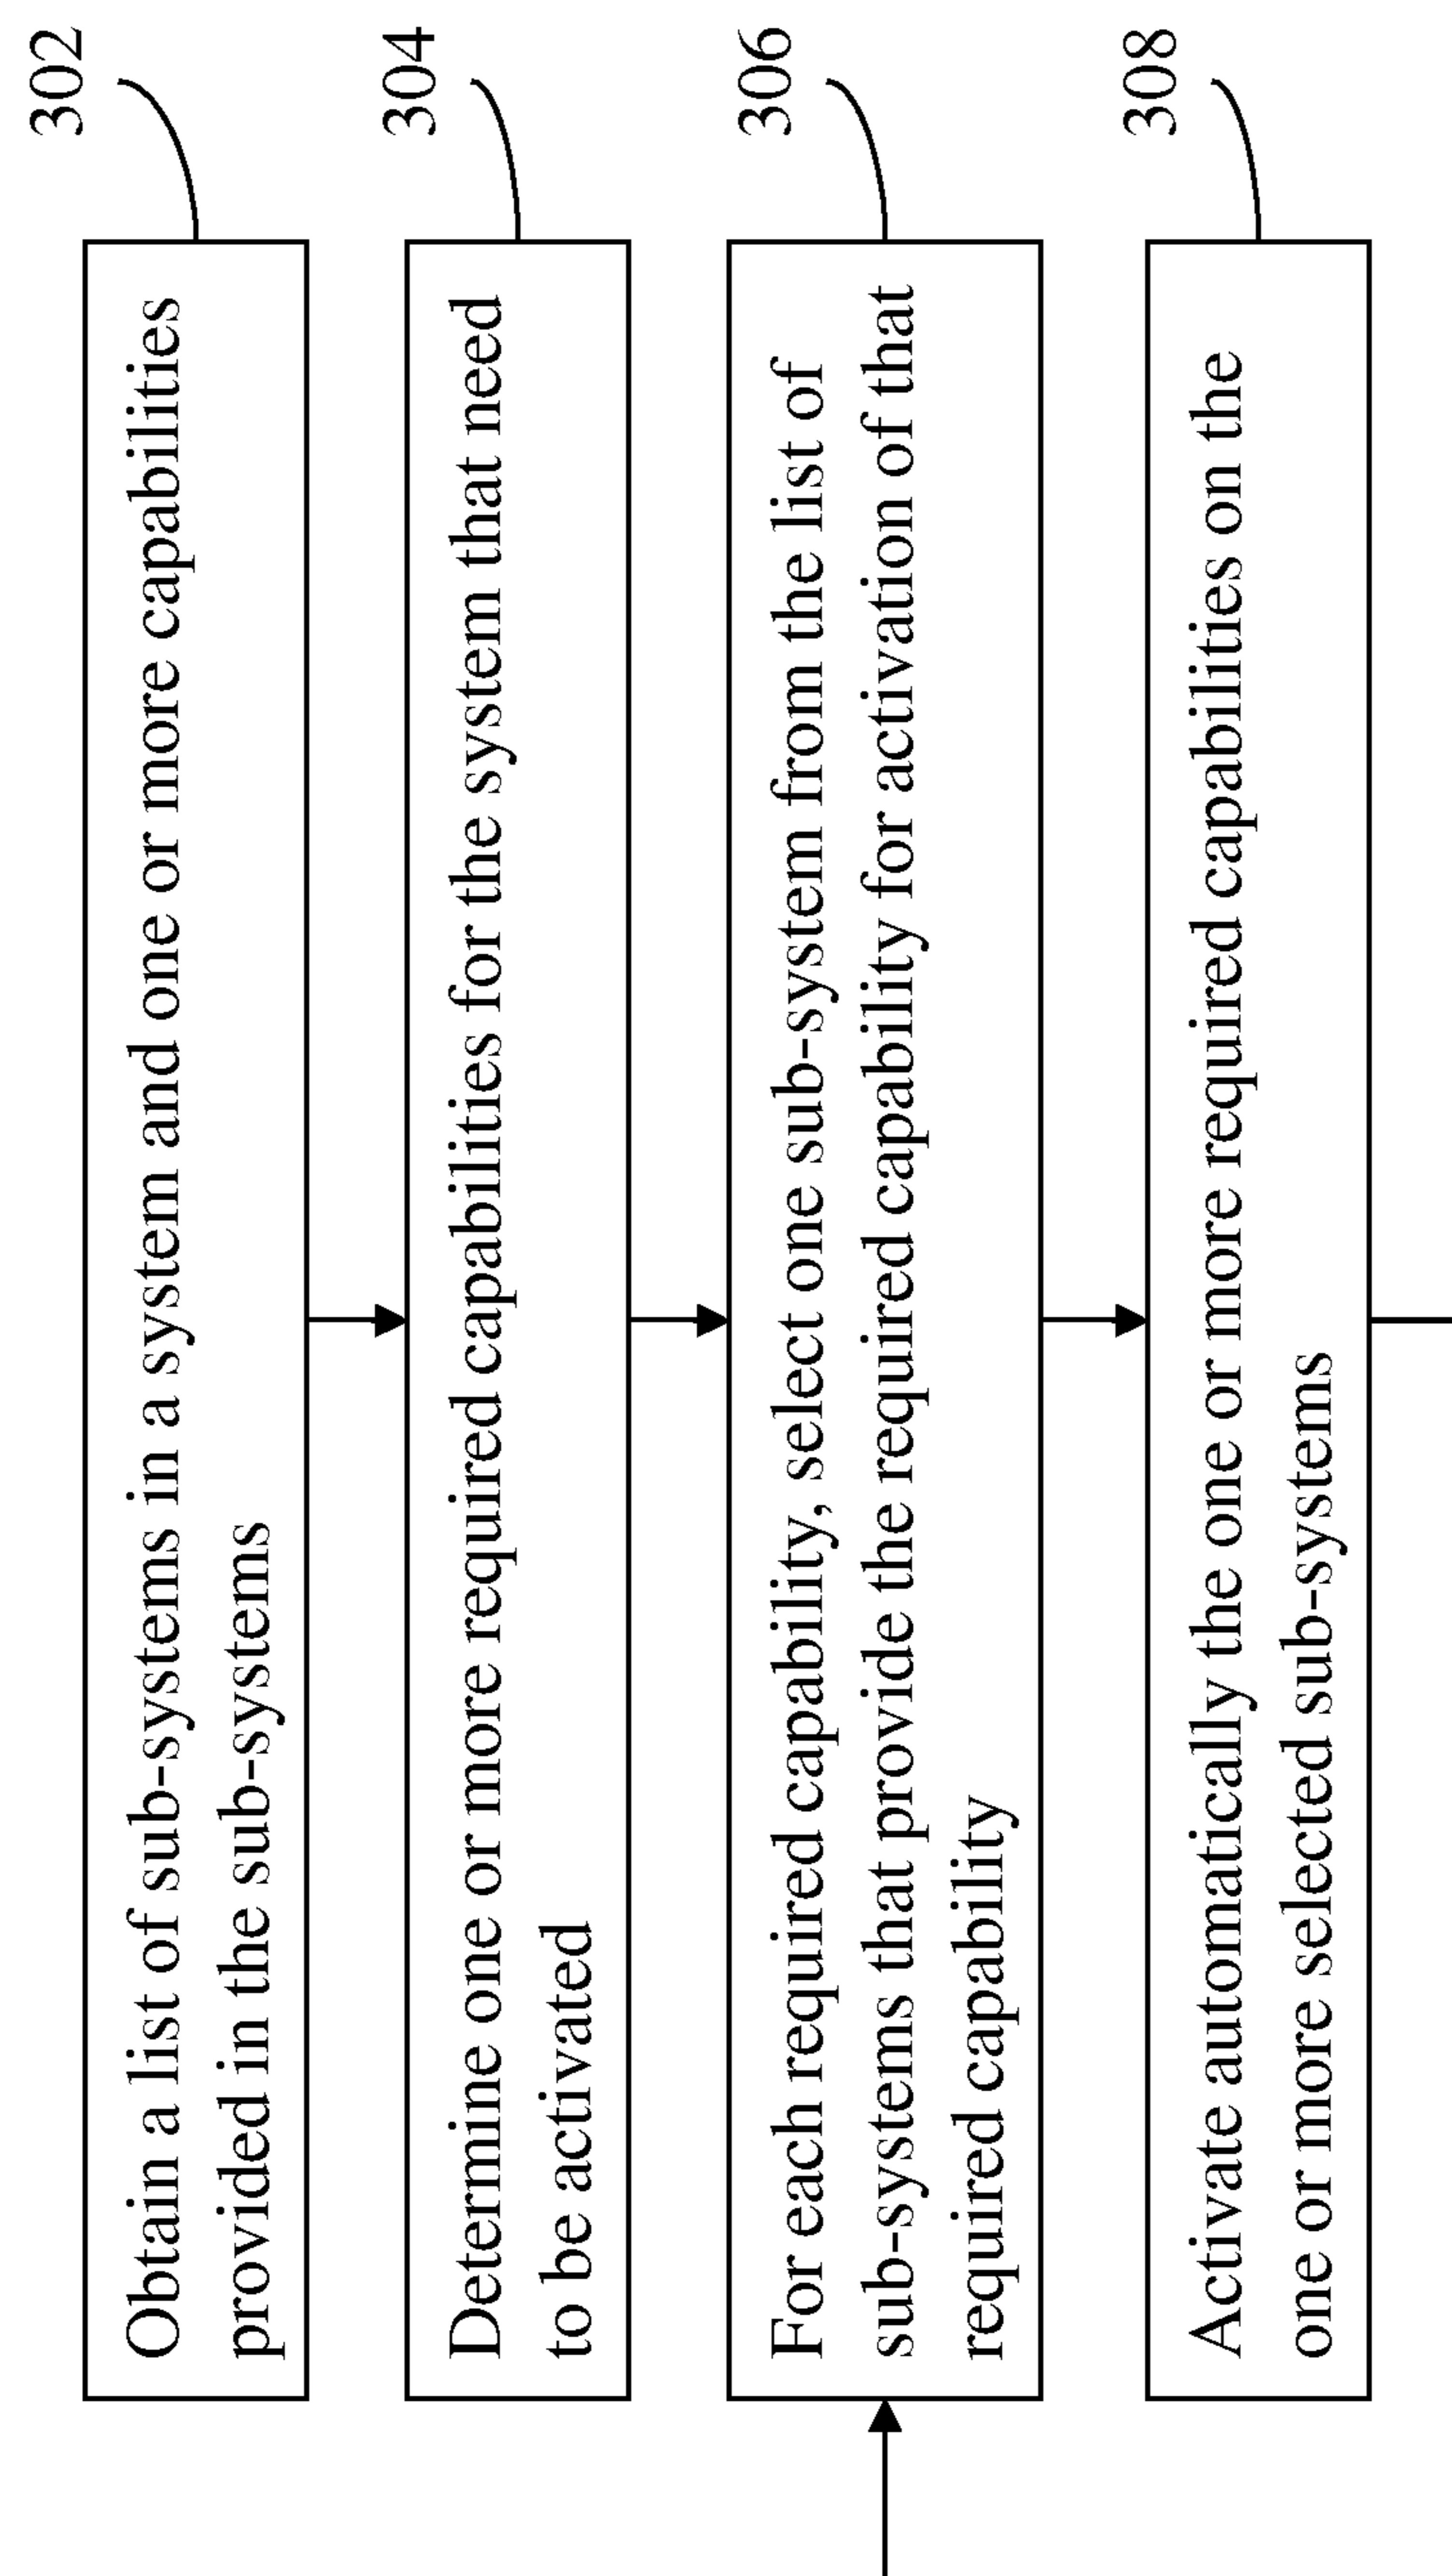 302
Obtain a list of sub-systems in a system and one or more capabilities
provided in the sub-systems
304
Determine one or more required capabilities for the system that need
to be activated
306
For each required capability, select one sub-system from the list of
sub-systems that provide the required capability for activation of that
required capability
308
Activate automatically the one or more required capabilities on the
one or more selected sub-systems